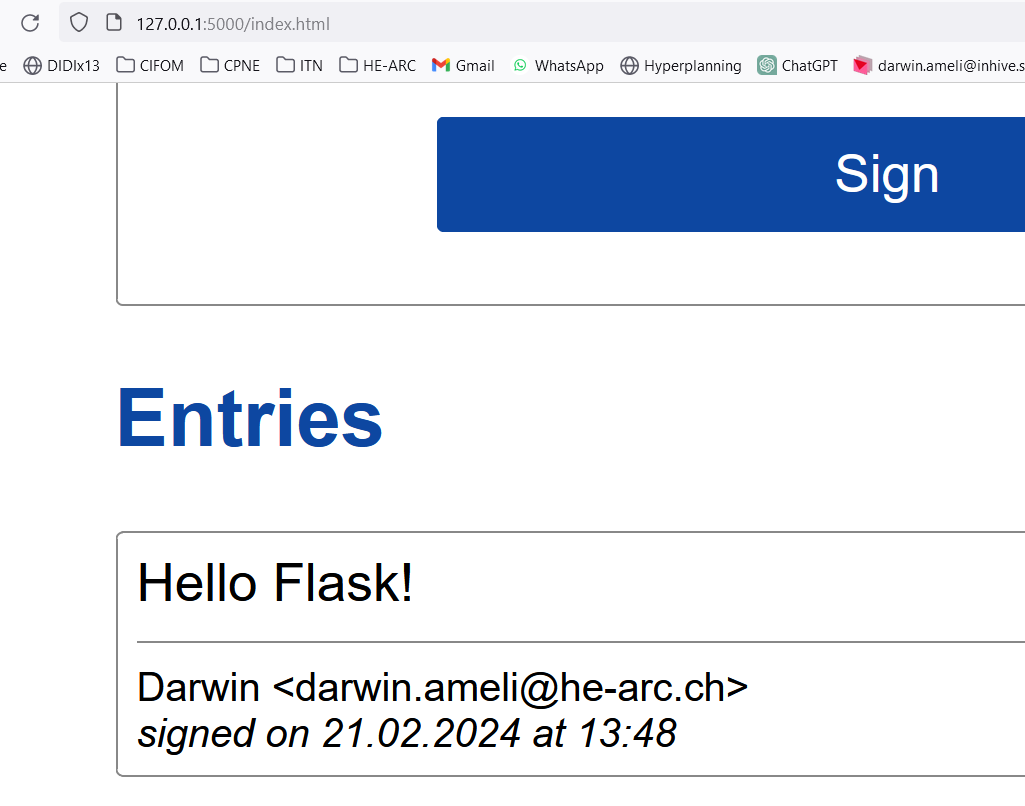 127.0.0.1:5000/index.html
e DIDIx13 CIFOM CPNE ITN HE-ARC Gmail WhatsApp Hyperplanning ChatGPT darwin.ameli@inhive.s
Sign
Entries
Hello Flask!
Darwin <darwin.ameli@he-arc.ch>
signed on 21.02.2024 at 13:48